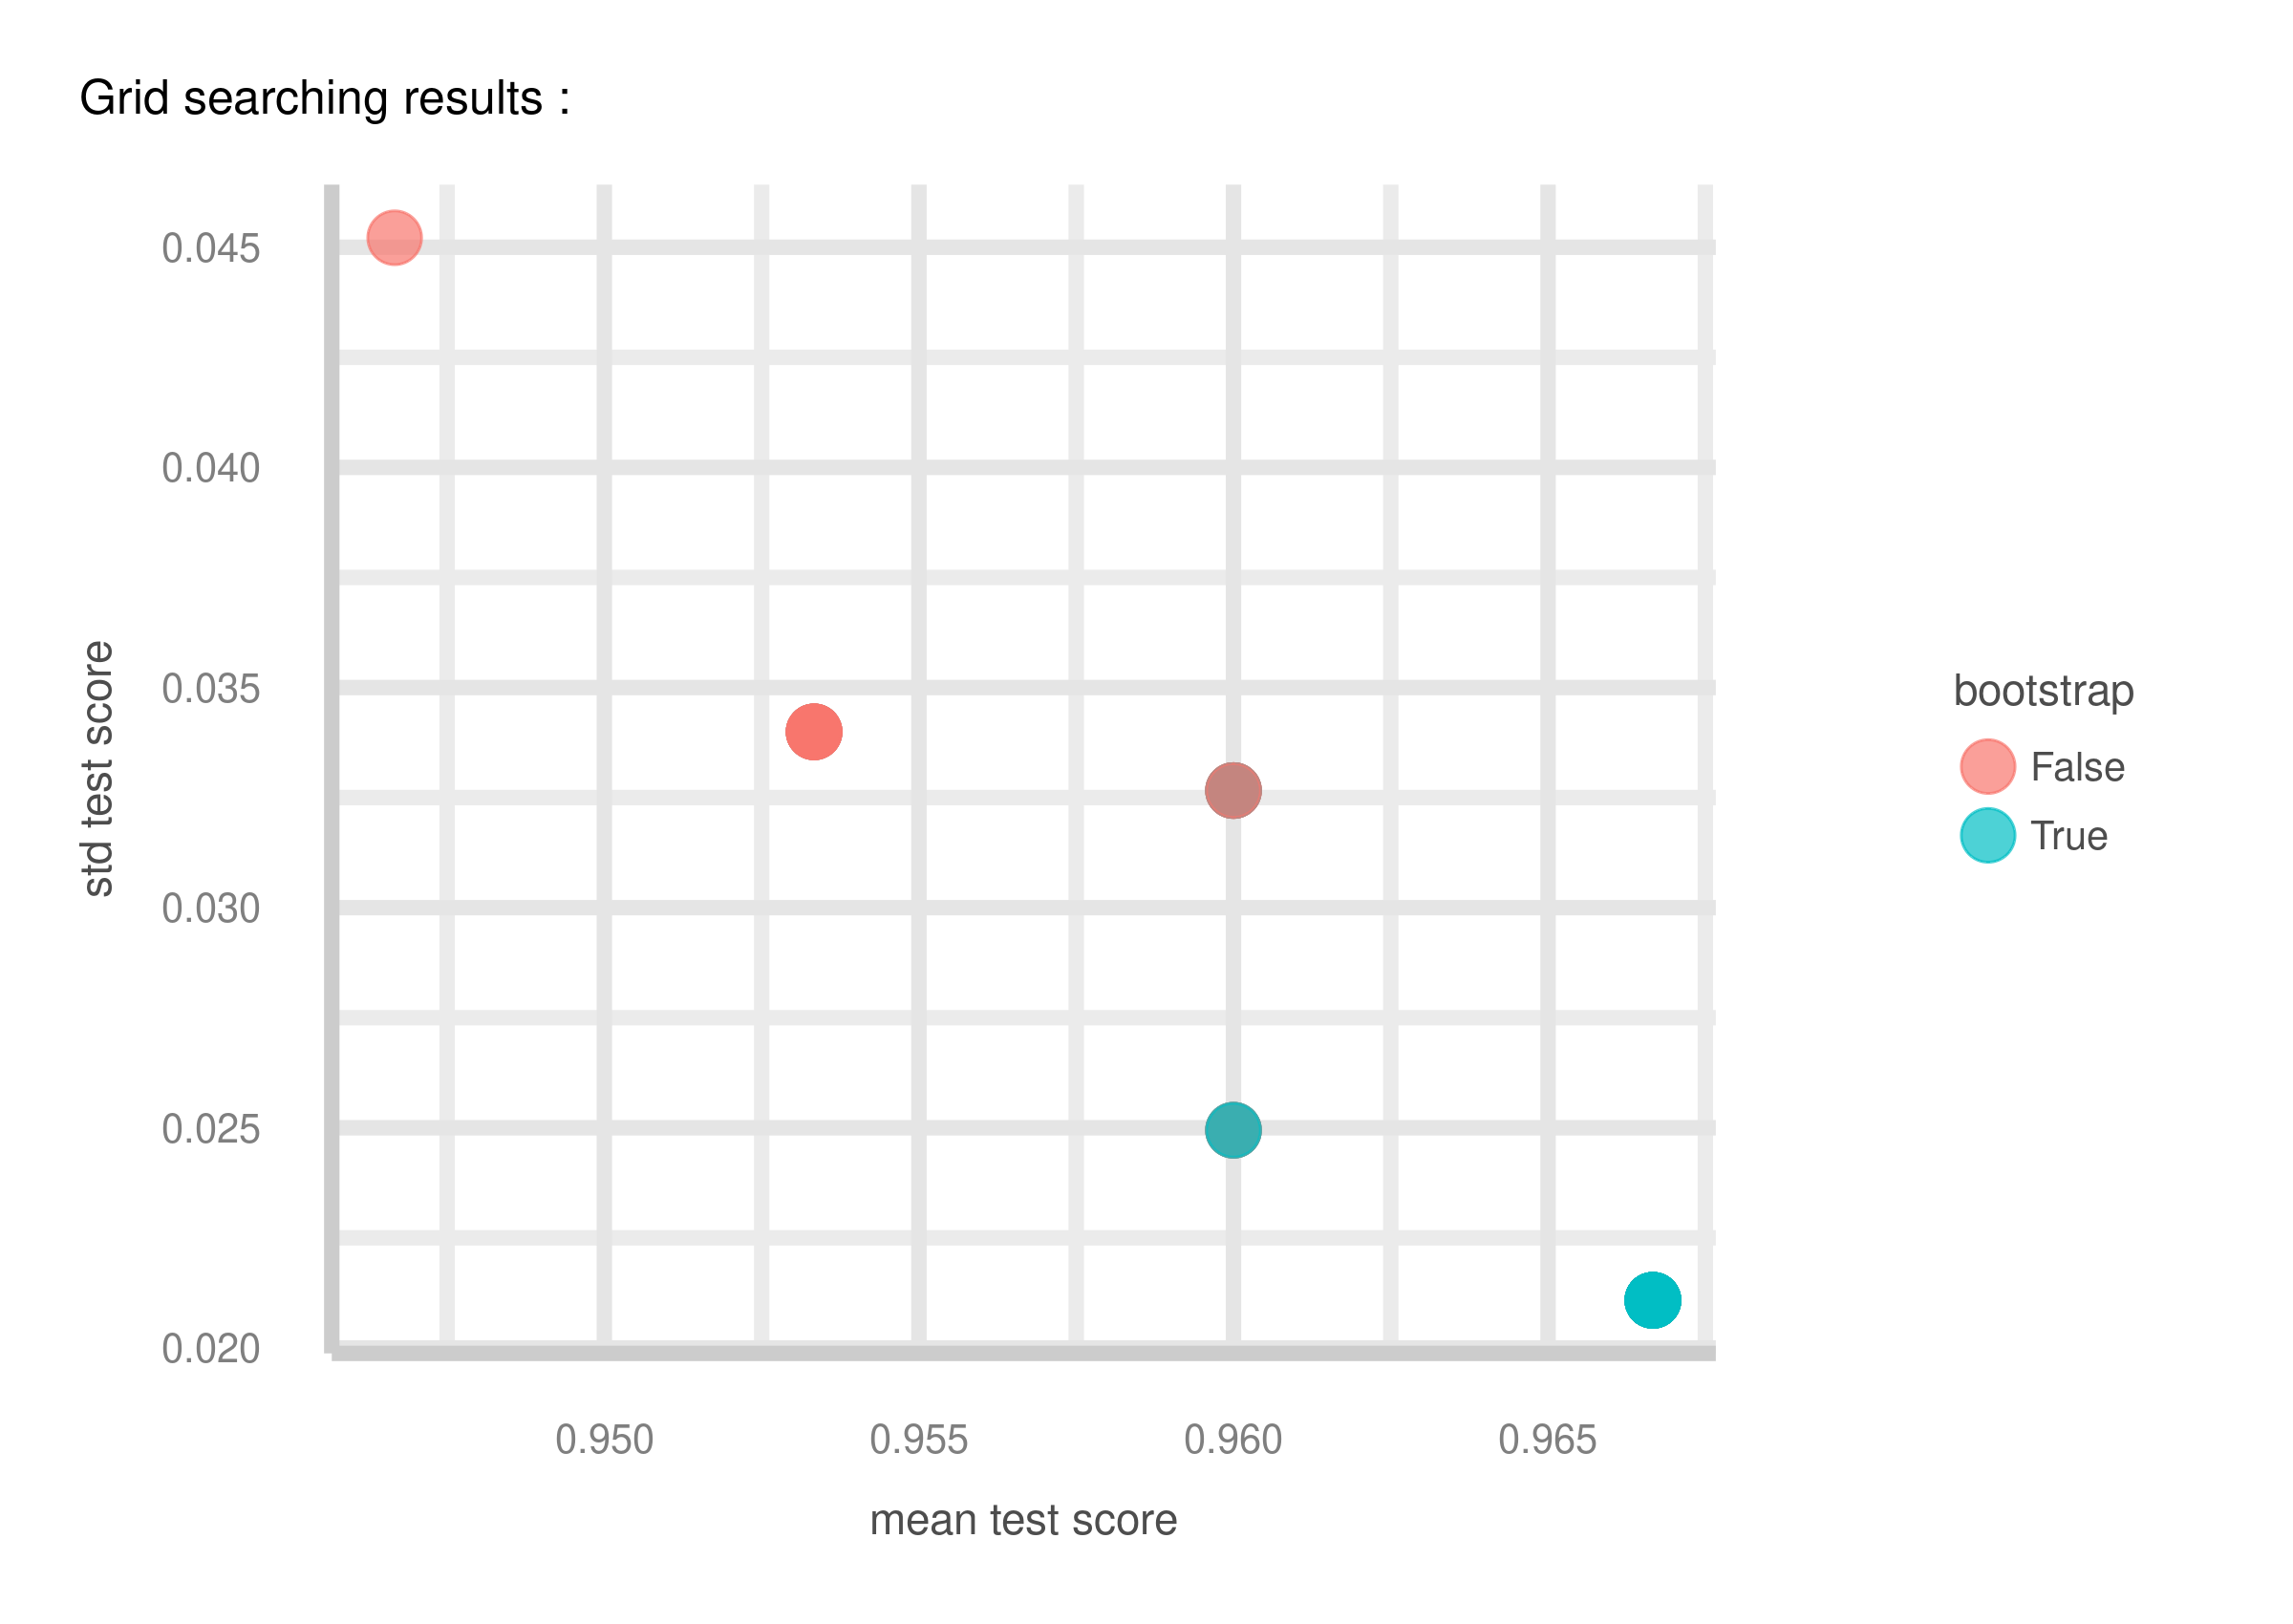 Grid searching results :
0.045
0.040
0.035
0.030
0.025
0.020
std test score
0.950 0.955 0.960 0.965
mean test score
bootstrap
False
True